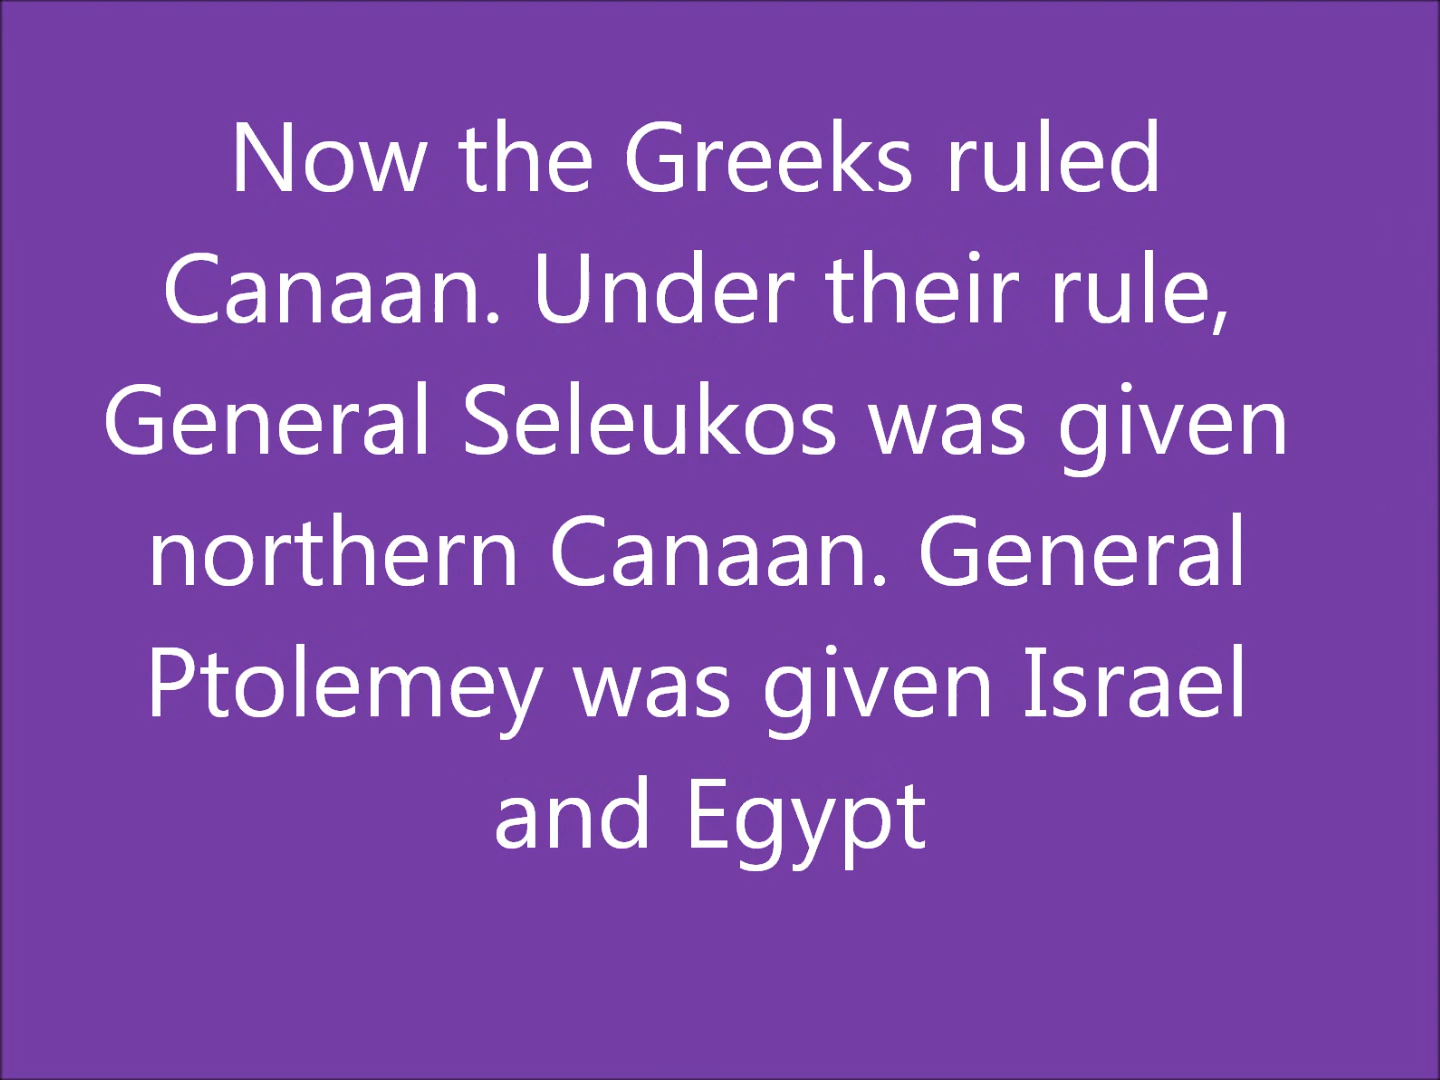 Now the Greeks ruled
Canaan. Under their rule,
General Seleukos was given
northern Canaan. General
Ptolemey was given Israel
and Egypt